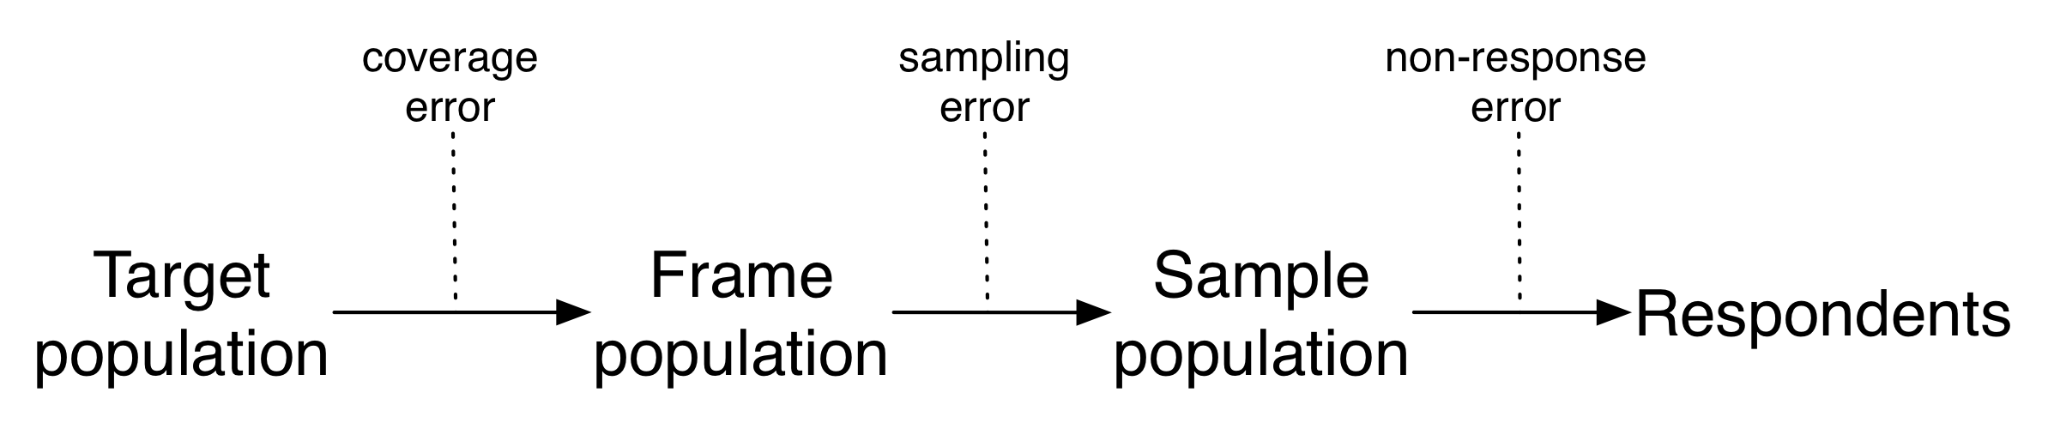 coverage
error
sampling
error
non-response
error
Target
population
Frame
population
Sample
population
Respondents